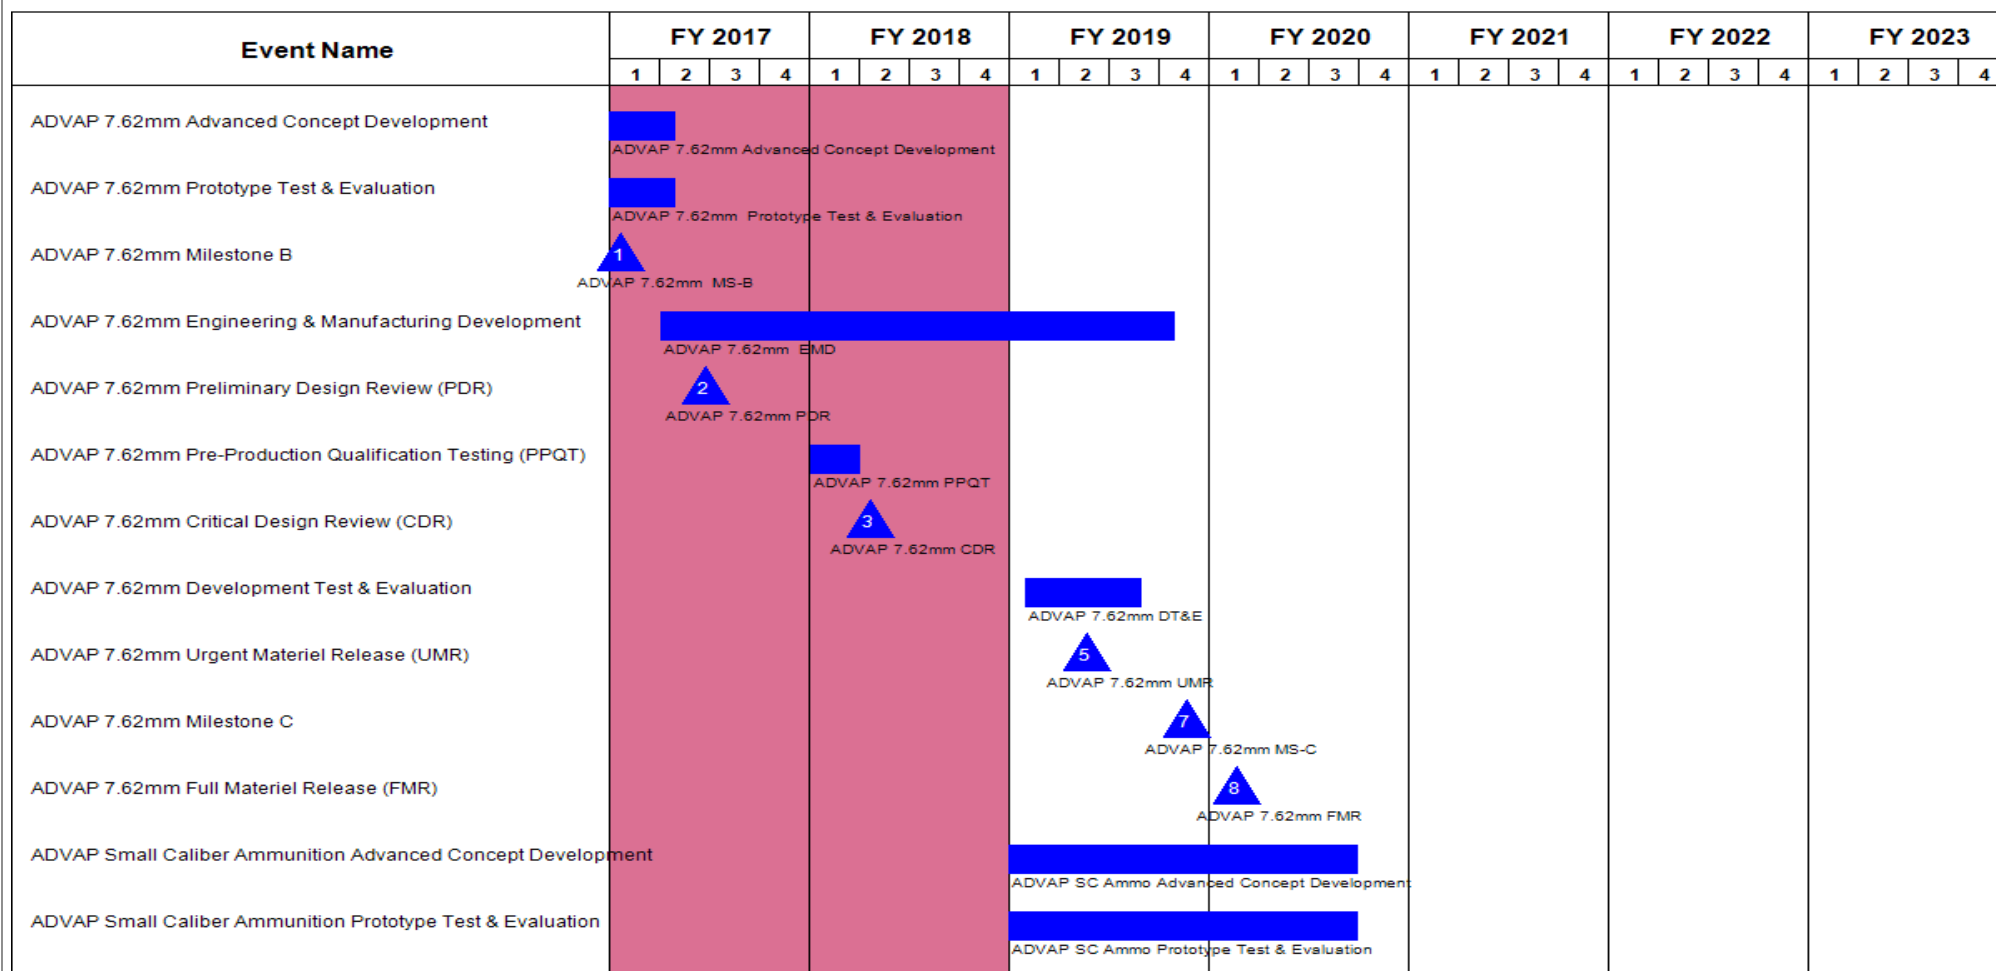 Event Name
FY 2017 FY 2018 FY 2019 FY 2020 FY 2021 FY 2022 FY 2023
1 2 3 4 1 2 3 4 1 2 3 4 1 2 3 4 1 2 3 4 1 2 3 4 1 2 3 4
ADVAP 7.62mm Advanced Concept Development
ADVAP 7.62mm Advanced Concept Development
ADVAP 7.62mm Prototype Test & Evaluation
ADVAP 7.62mm Prototype Test & Evaluation
ADVAP 7.62mm Milestone B
1
ADVAP 7.62mm MS-B
ADVAP 7.62mm Engineering & Manufacturing Development
ADVAP 7.62mm EMD
ADVAP 7.62mm Preliminary Design Review (PDR)
2
ADVAP 7.62mm PDR
ADVAP 7.62mm Pre-Production Qualification Testing (PPQT)
ADVAP 7.62mm PPQT
ADVAP 7.62mm Critical Design Review (CDR)
3
ADVAP 7.62mm CDR
ADVAP 7.62mm Development Test & Evaluation
ADVAP 7.62mm DT&E
ADVAP 7.62mm Urgent Materiel Release (UMR)
5
ADVAP 7.62mm UMR
ADVAP 7.62mm Milestone C
7
ADVAP 7.62mm MS-C
ADVAP 7.62mm Full Materiel Release (FMR)
8
ADVAP 7.62mm FMR
ADVAP Small Caliber Ammunition Advanced Concept Development
ADVAP SC Ammo Advanced Concept Development
ADVAP Small Caliber Ammunition Prototype Test & Evaluation
ADVAP SC Ammo Prototype Test & Evaluation